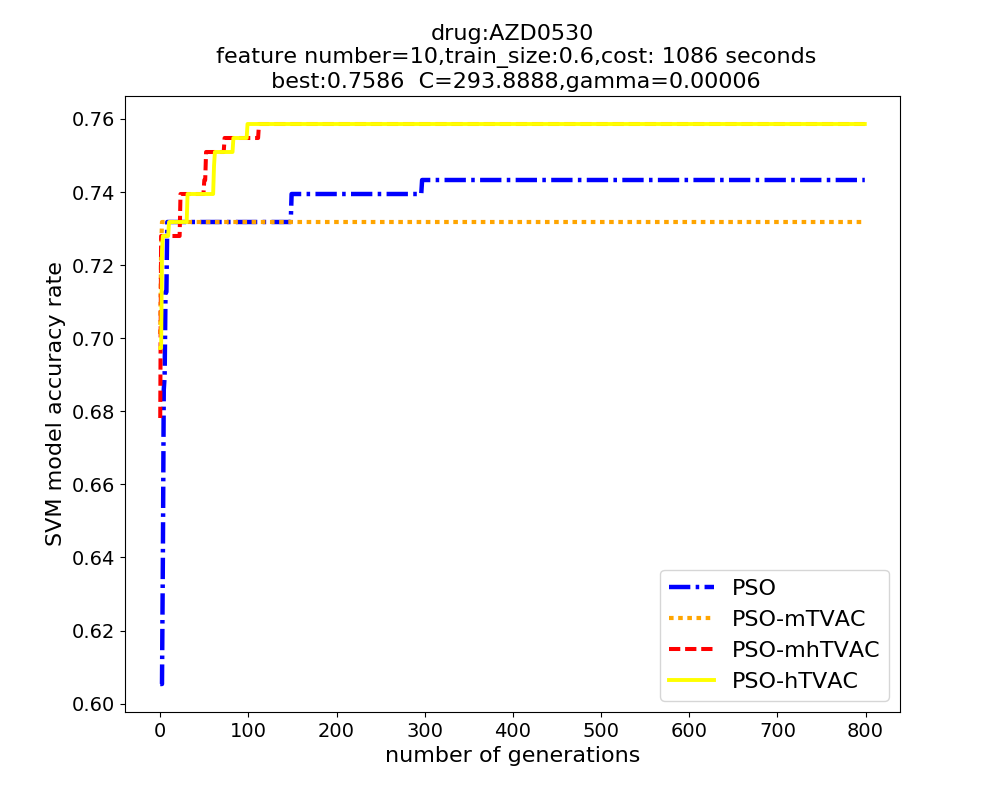 drug:AZD0530
feature number=10,train_size:0.6,cost: 1086 seconds
best:0.7586  C=293.8888,gamma=0.00006
0.76
0.74
0.72
0.70
0.68
0.66
0.64
0.62
0.60
SVM model accuracy rate
PSO
PSO-mTVAC
PSO-mhTVAC
PSO-hTVAC
0 100 200 300 400 500 600 700 800
number of generations